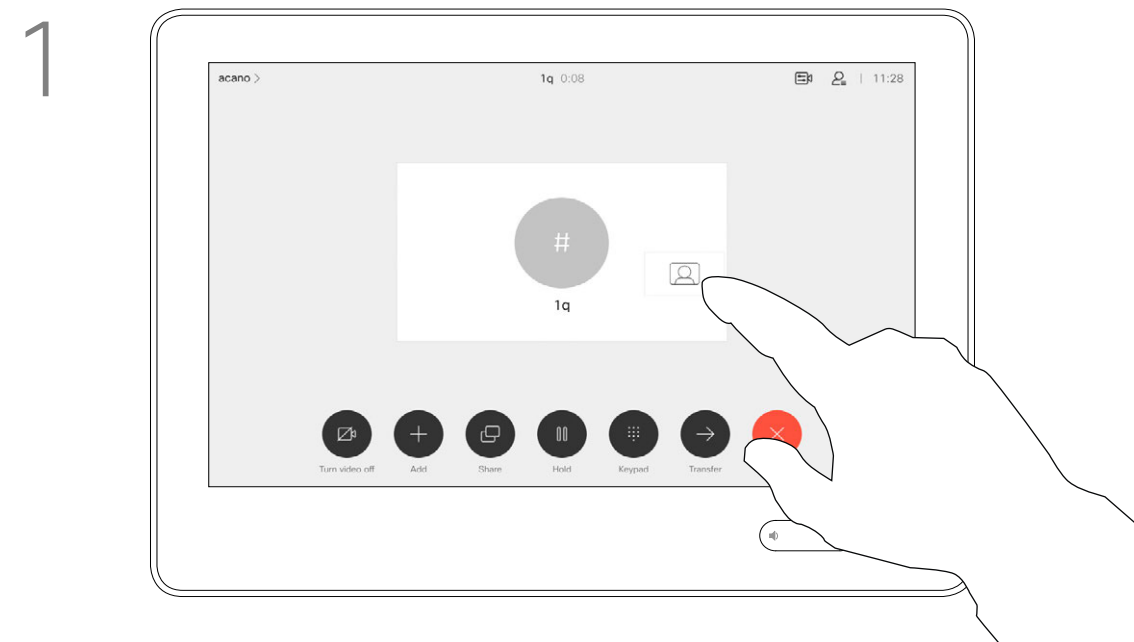 1
acano >
1q 0:08
11:28
#
1q
Turn video off
Add
Share
Hold
Keypad
Transfer